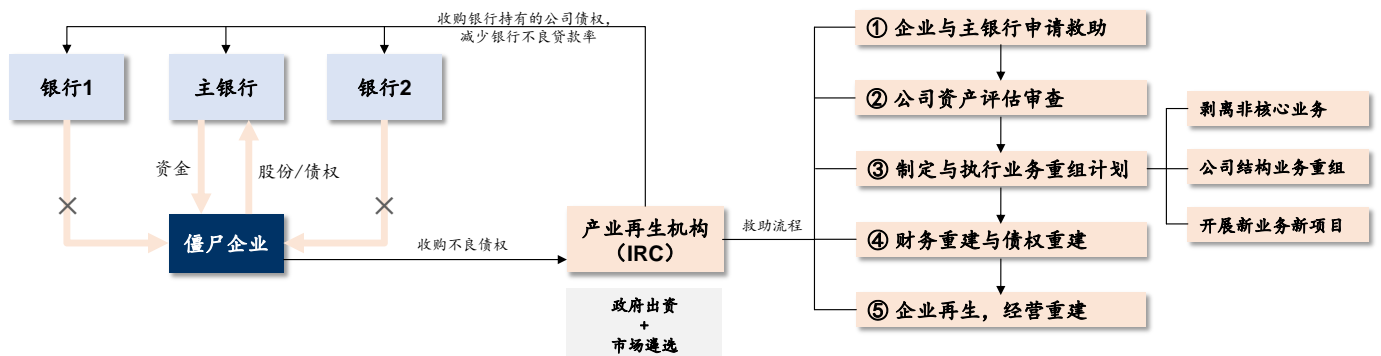 收购银行持有的公司债权，
减少银行不良贷款率
银行1
主银行
银行2
资金
股份/债权
僵尸企业
收购不良债权
产业再生机构
（IRC）
政府出资
+
市场遴选
救助流程
① 企业与主银行申请救助
② 公司资产评估审查
③ 制定与执行业务重组计划
④ 财务重建与债权重建
⑤ 企业再生，经营重建
剥离非核心业务
公司结构业务重组
开展新业务新项目